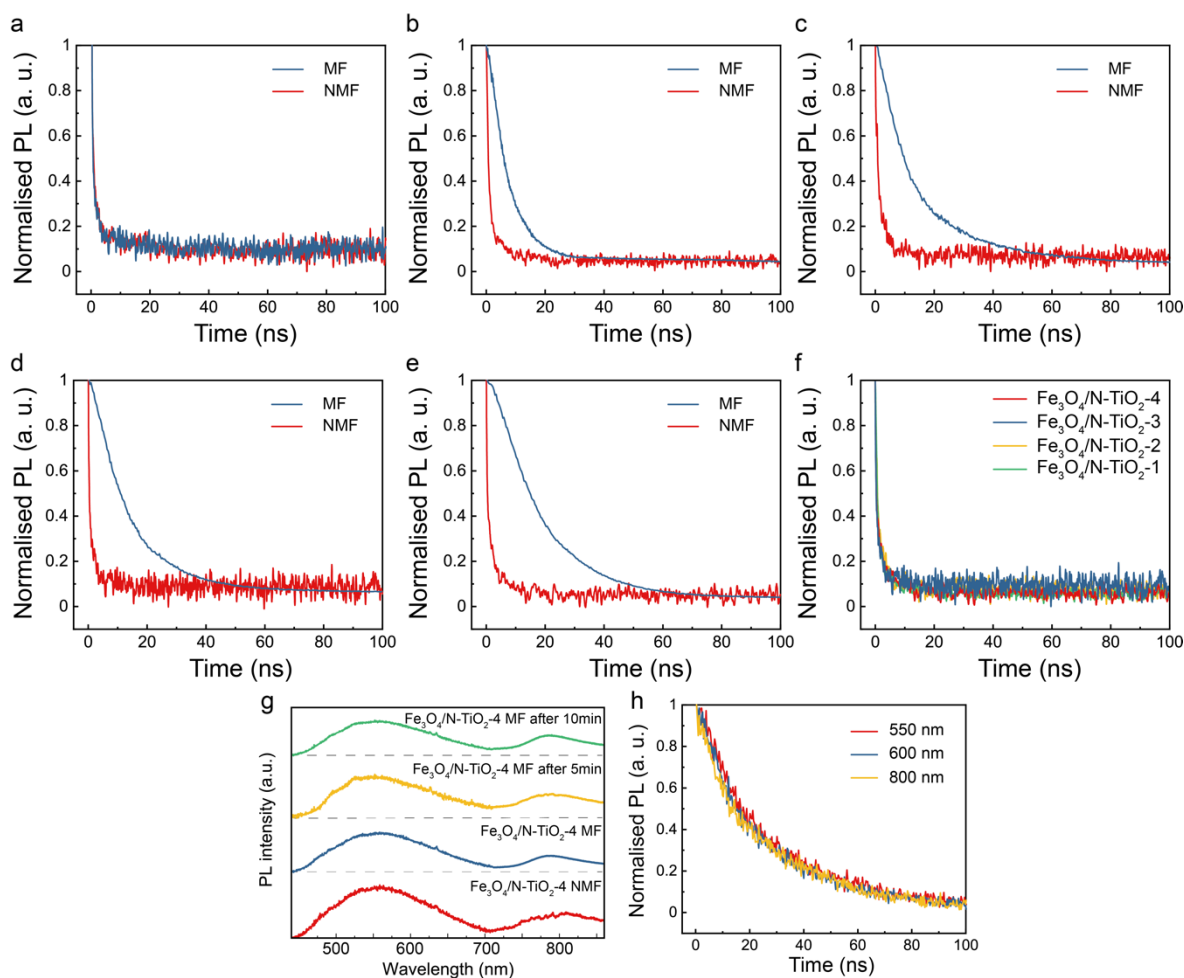 a
Normalised PL (a. u.)
1
0.8
0.6
0.4
0.2
0
0 20 40 60 80 100
Time (ns)
MF
NMF
b
Normalised PL (a. u.)
1
0.8
0.6
0.4
0.2
0
0 20 40 60 80 100
Time (ns)
MF
NMF
c
Normalised PL (a. u.)
1
0.8
0.6
0.4
0.2
0
0 20 40 60 80 100
Time (ns)
MF
NMF
d
Normalised PL (a. u.)
1
0.8
0.6
0.4
0.2
0
0 20 40 60 80 100
Time (ns)
MF
NMF
e
Normalised PL (a. u.)
1
0.8
0.6
0.4
0.2
0
0 20 40 60 80 100
Time (ns)
MF
NMF
f
Normalised PL (a. u.)
1
0.8
0.6
0.4
0.2
0
0 20 40 60 80 100
Time (ns)
Fe₃O₄/N-TiO₂-4
Fe₃O₄/N-TiO₂-3
Fe₃O₄/N-TiO₂-2
Fe₃O₄/N-TiO₂-1
g
PL intensity (a.u.)
Fe₃O₄/N-TiO₂-4 MF after 10min
Fe₃O₄/N-TiO₂-4 MF after 5min
Fe₃O₄/N-TiO₂-4 MF
Fe₃O₄/N-TiO₂-4 NMF
500 600 700 800
Wavelength (nm)
h
Normalised PL (a. u.)
1
0.8
0.6
0.4
0.2
0
0 20 40 60 80 100
Time (ns)
550 nm
600 nm
800 nm